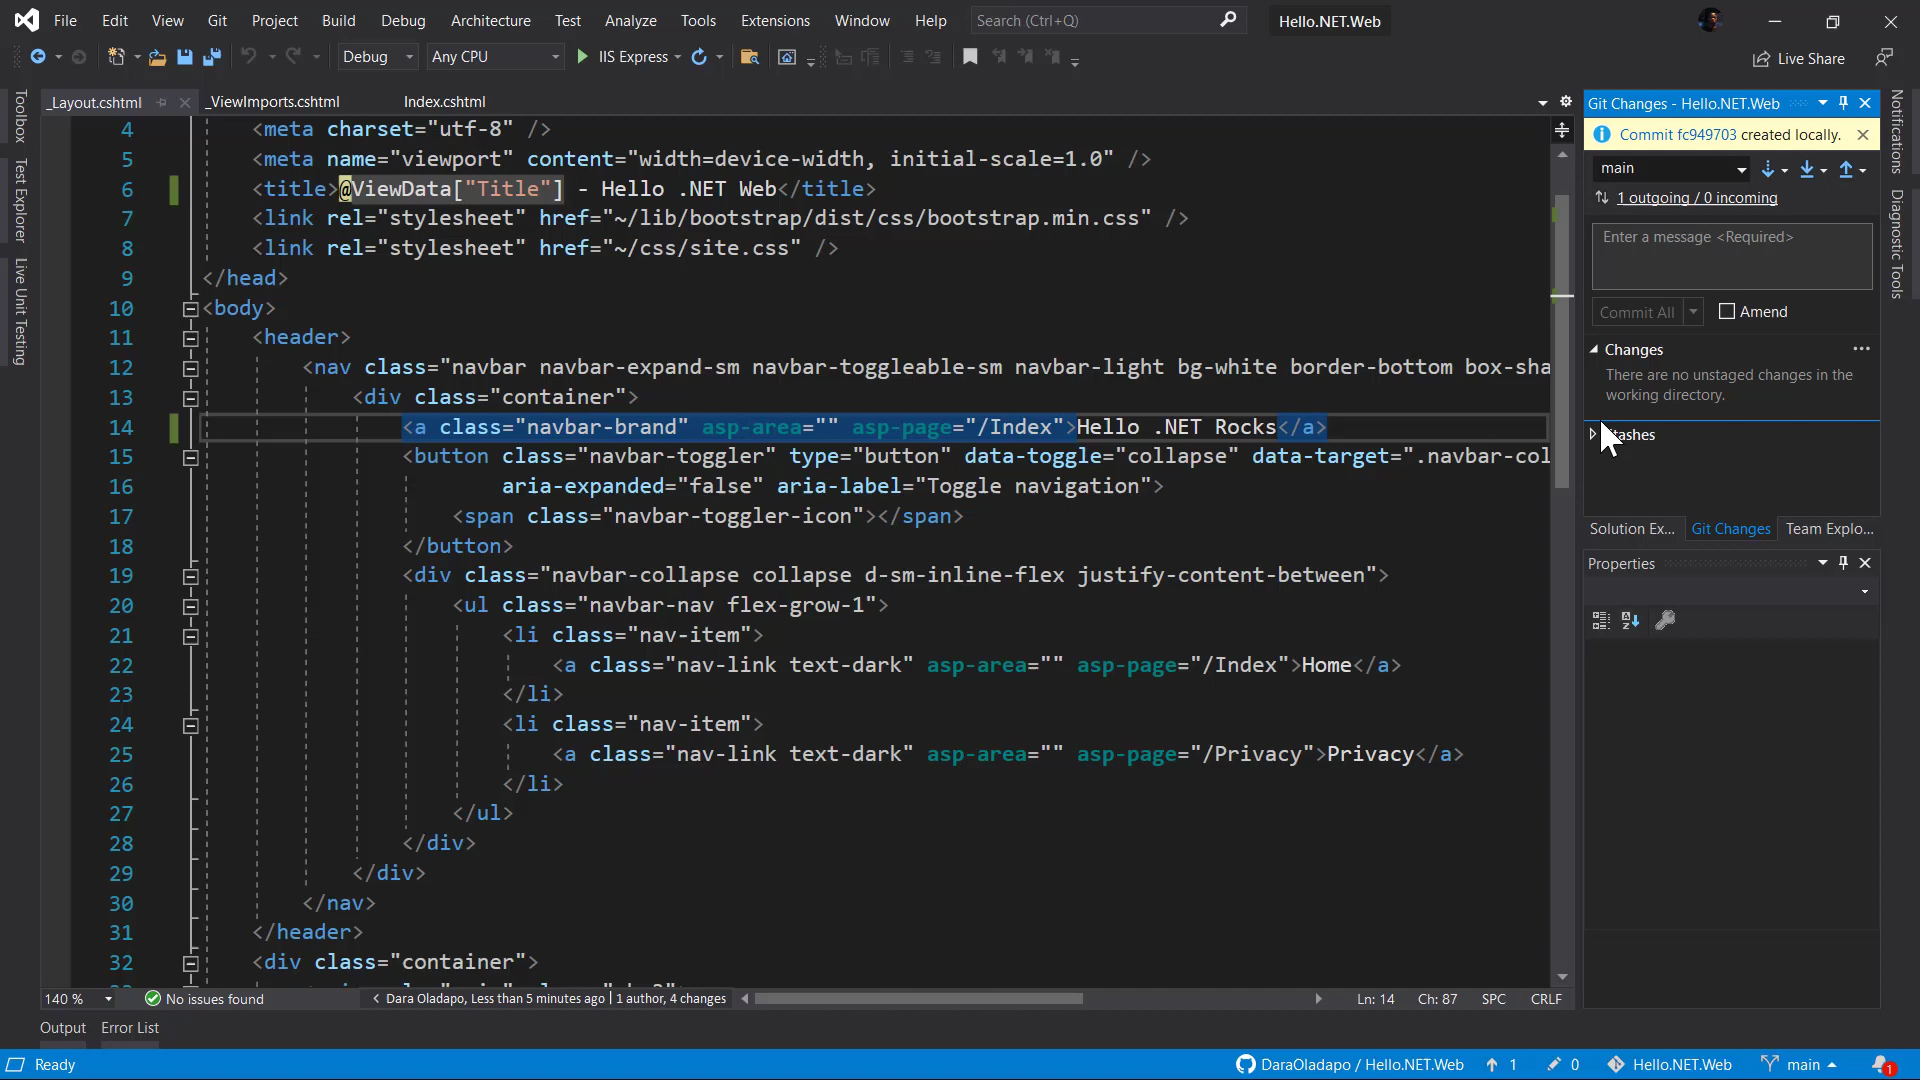 File Edit View Git Project Build Debug Architecture Test Analyze Tools Extensions Window Help Search (Ctrl+Q) Hello.NET.Web
Debug Any CPU IIS Express Live Share
Toolbox
Test Explorer
Live Unit Testing
_Layout.cshtml _ViewImports.cshtml Index.cshtml
4 <meta charset="utf-8" />
5 <meta name="viewport" content="width=device-width, initial-scale=1.0" />
6 <title>@ViewData["Title"] - Hello .NET Web</title>
7 <link rel="stylesheet" href="~/lib/bootstrap/dist/css/bootstrap.min.css" />
8 <link rel="stylesheet" href="~/css/site.css" />
9 </head>
10 <body>
11 <header>
12 <nav class="navbar navbar-expand-sm navbar-toggleable-sm navbar-light bg-white border-bottom box-sha
13 <div class="container">
14 <a class="navbar-brand" asp-area="" asp-page="/Index">Hello .NET Rocks</a>
15 <button class="navbar-toggler" type="button" data-toggle="collapse" data-target=".navbar-col
16 aria-expanded="false" aria-label="Toggle navigation">
17 <span class="navbar-toggler-icon"></span>
18 </button>
19 <div class="navbar-collapse collapse d-sm-inline-flex justify-content-between">
20 <ul class="navbar-nav flex-grow-1">
21 <li class="nav-item">
22 <a class="nav-link text-dark" asp-area="" asp-page="/Index">Home</a>
23 </li>
24 <li class="nav-item">
25 <a class="nav-link text-dark" asp-area="" asp-page="/Privacy">Privacy</a>
26 </li>
27 </ul>
28 </div>
29 </div>
30 </nav>
31 </header>
32 <div class="container">
140 % No issues found Dara Oladapo, Less than 5 minutes ago | 1 author, 4 changes Ln: 14 Ch: 87 SPC CRLF
Git Changes - Hello.NET.Web
Commit fc949703 created locally.
main
1 outgoing / 0 incoming
Enter a message <Required>
Commit All Amend
Changes
There are no unstaged changes in the
working directory.
tashes
Solution Ex... Git Changes Team Explo...
Properties
Notifications
Diagnostic Tools
Output Error List
Ready DaraOladapo / Hello.NET.Web 1 0 Hello.NET.Web main 1